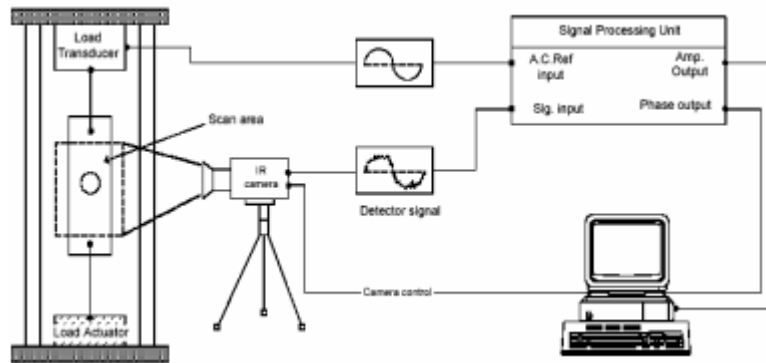 Load
Transducer
Scan area
IR
camera
Detector signal
Camera control
Load Actuator
Signal Processing Unit
A.C.Ref
input
Amp.
Output
Sig. input
Phase output